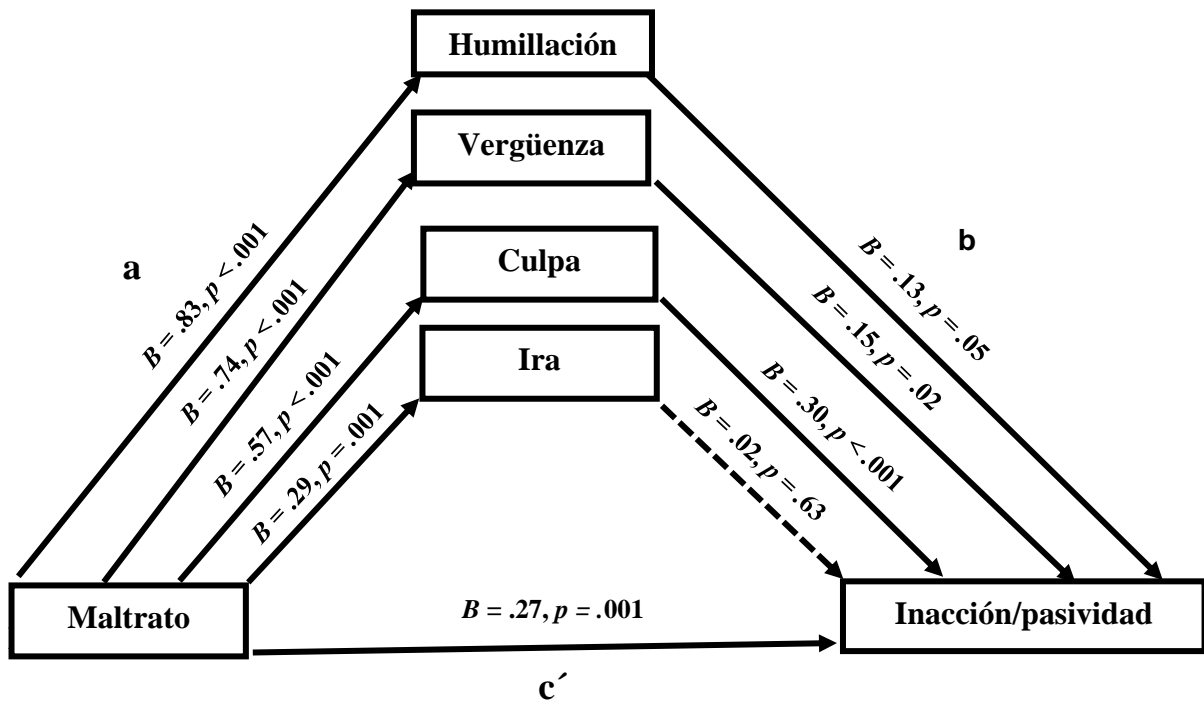 Humillación
Vergüenza
Culpa
Ira
a
b
B = .83, p < .001
B = .74, p < .001
B = .57, p < .001
B = .29, p = .001
B = .13, p = .05
B = .15, p = .02
B = .30, p < .001
B = .02, p = .63
Maltrato
B = .27, p = .001
Inacción/pasividad
c´